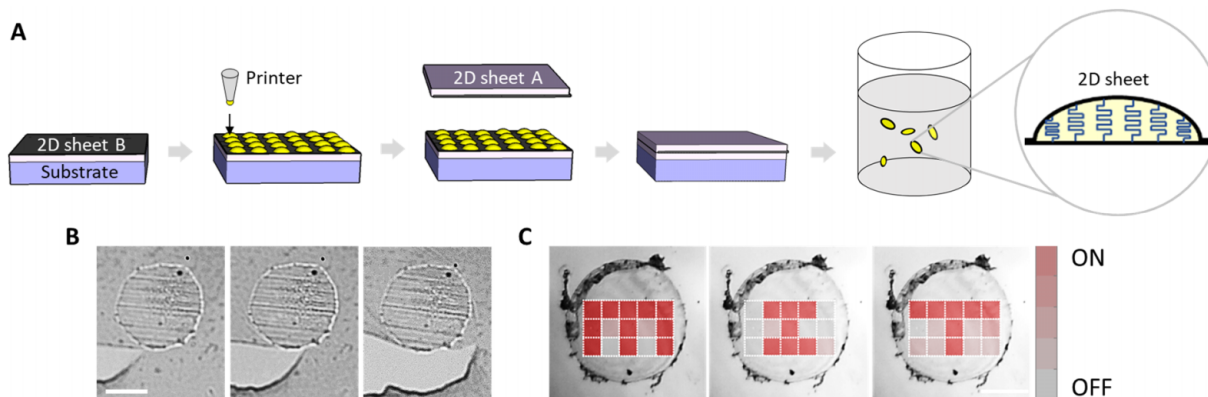 A
2D sheet B
Substrate
Printer
2D sheet A
2D sheet
B
C
ON
OFF